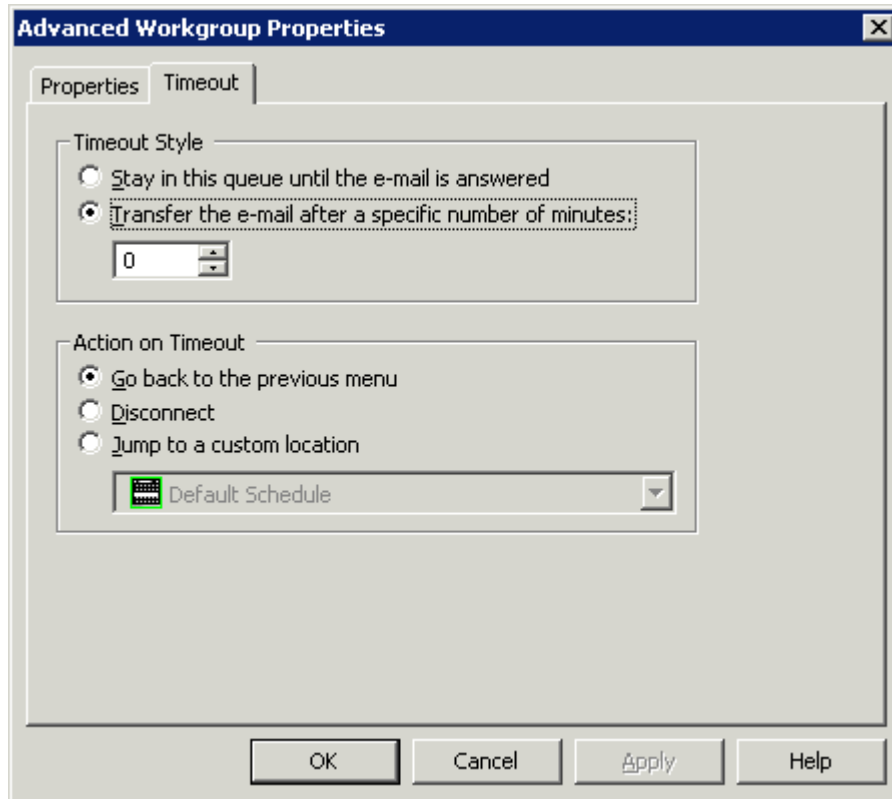 Advanced Workgroup Properties
Properties Timeout
Timeout Style
Stay in this queue until the e-mail is answered
Transfer the e-mail after a specific number of minutes:
0
Action on Timeout
Go back to the previous menu
Disconnect
Jump to a custom location
Default Schedule
OK Cancel Apply Help